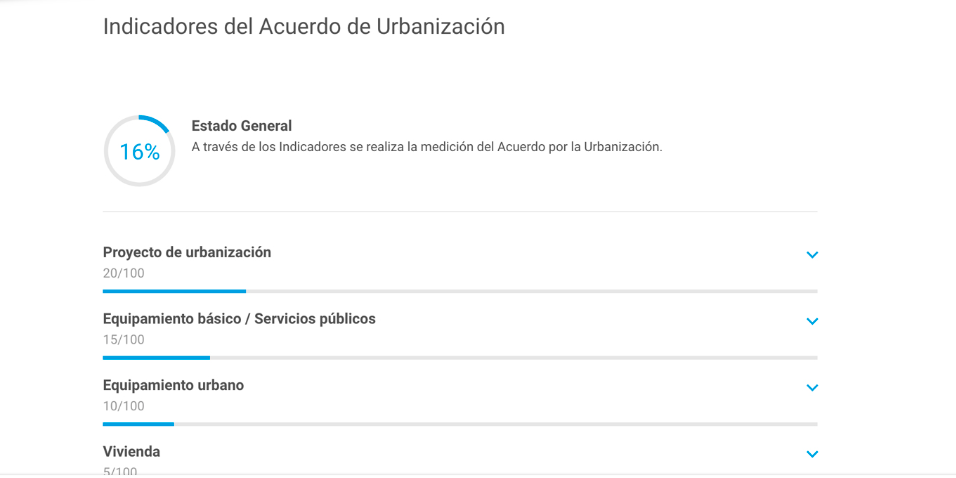 Indicadores del Acuerdo de Urbanización
16%
Estado General
A través de los Indicadores se realiza la medición del Acuerdo por la Urbanización.
Proyecto de urbanización
20/100
Equipamiento básico / Servicios públicos
15/100
Equipamiento urbano
10/100
Vivienda
5/100